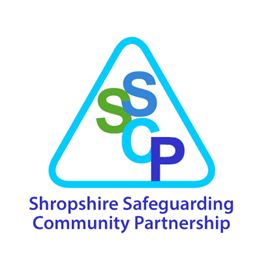 SSCP
Shropshire Safeguarding
Community Partnership